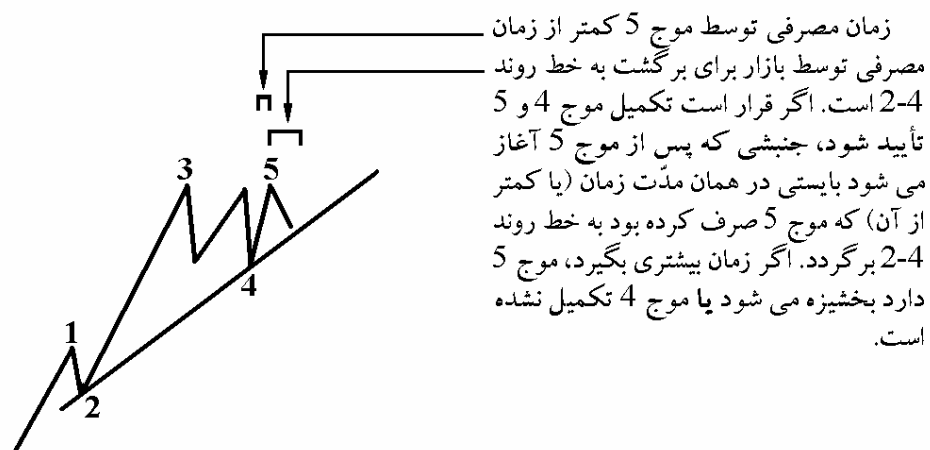 زمان مصرفی توسط موج 5 کمتر از زمان
مصرفی توسط بازار برای برگشت به خط روند
2-4 است. اگر قرار است تکمیل موج 4 و 5
تأیید شود، جنبشی که پس از موج 5 آغاز
می شود بایستی در همان مدّت زمان (یا کمتر
از آن) که موج 5 صرف کرده بود به خط روند
2-4 برگردد. اگر زمان بیشتری بگیرد، موج 5
دارد بخشیزه می شود یا موج 4 تکمیل نشده
است.
3
5
4
1
2